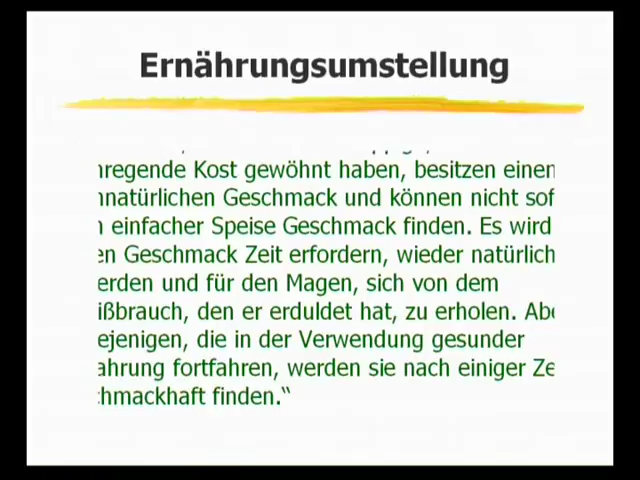 Ernährungsumstellung
nregende Kost gewöhnt haben, besitzen einen
nnatürlichen Geschmack und können nicht sof
n einfacher Speise Geschmack finden. Es wird
en Geschmack Zeit erfordern, wieder natürlich
erden und für den Magen, sich von dem
ißbrauch, den er erduldet hat, zu erholen. Abe
ejenigen, die in der Verwendung gesunder
ahrung fortfahren, werden sie nach einiger Ze
hmackhaft finden.“